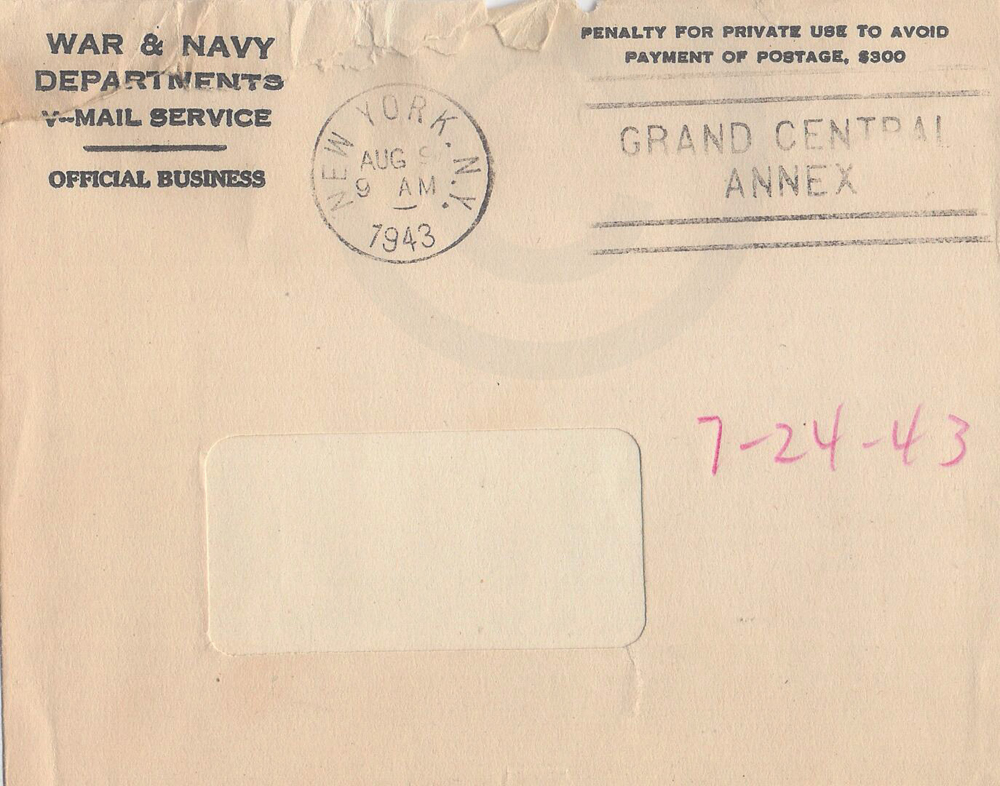 WAR & NAVY
DEPARTMENTS
V-MAIL SERVICE
OFFICIAL BUSINESS
PENALTY FOR PRIVATE USE TO AVOID
PAYMENT OF POSTAGE, $300
NEW YORK, N.Y.
AUG
9 AM
1943
GRAND CENTRAL
ANNEX
7-24-43